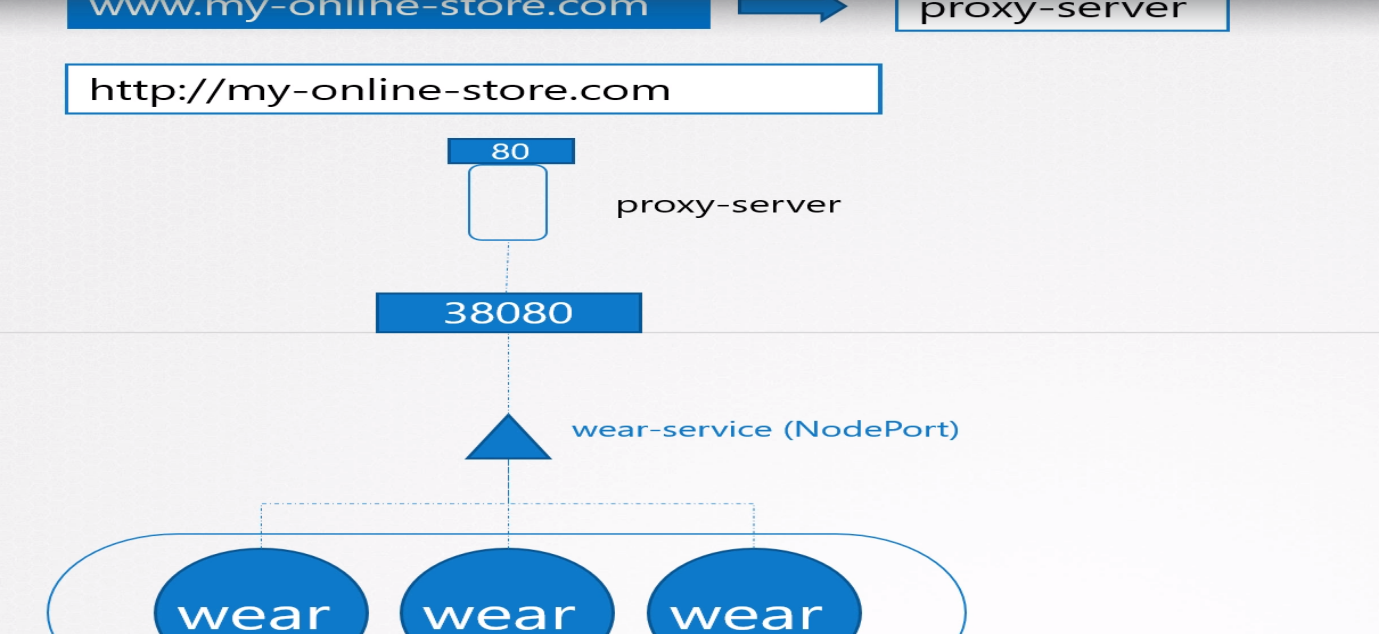 www.my-online-store.com
proxy-server
http://my-online-store.com
80
proxy-server
38080
wear-service (NodePort)
wear
wear
wear